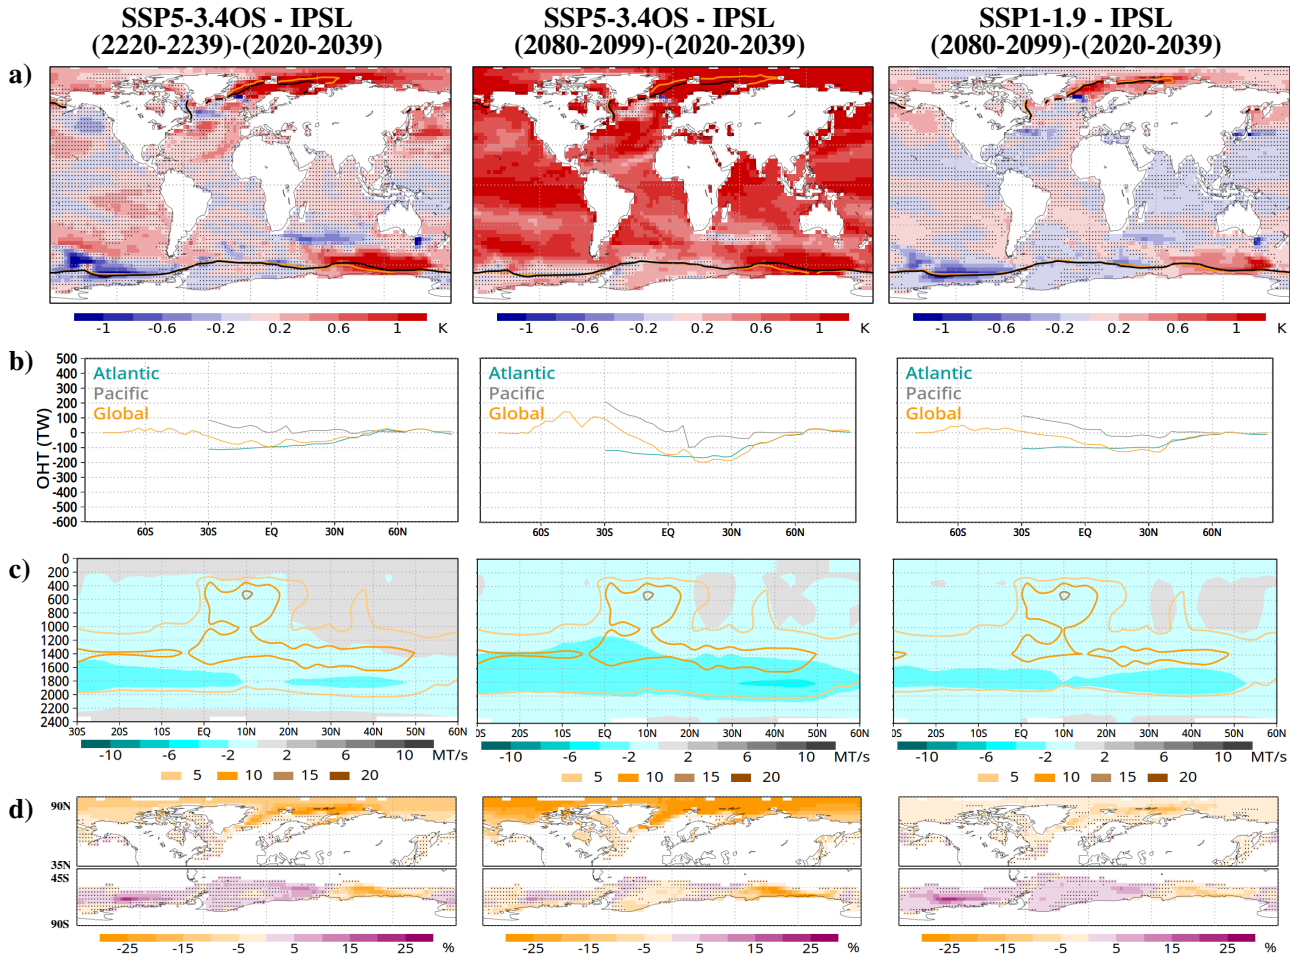 SSP5-3.4OS - IPSL SSP5-3.4OS - IPSL SSP1-1.9 - IPSL
(2220-2239)-(2020-2039) (2080-2099)-(2020-2039) (2080-2099)-(2020-2039)
a)
-1 -0.6 -0.2 0.2 0.6 1 K -1 -0.6 -0.2 0.2 0.6 1 K -1 -0.6 -0.2 0.2 0.6 1 K
b)
OHT (TW)
500
400
300
200
100
0
-100
-200
-300
-400
-500
-600
Atlantic Atlantic Atlantic
Pacific Pacific Pacific
Global Global Global
60S 30S EQ 30N 60N 60S 30S EQ 30N 60N 60S 30S EQ 30N 60N
c)
0
200
400
600
800
1000
1200
1400
1600
1800
2000
2200
2400
30S 20S 10S EQ 10N 20N 30N 40N 50N 60N 30S 20S 10S EQ 10N 20N 30N 40N 50N 60N 20S 10S EQ 10N 20N 30N 40N 50N 60N
-10 -6 -2 2 6 10 MT/s -10 -6 -2 2 6 10 MT/s -10 -6 -2 2 6 10 MT/s
5 10 15 20 5 10 15 20 5 10 15 20
d)
90N
35N
45S
90S
-25 -15 -5 5 15 25 % -25 -15 -5 5 15 25 % -25 -15 -5 5 15 25 %